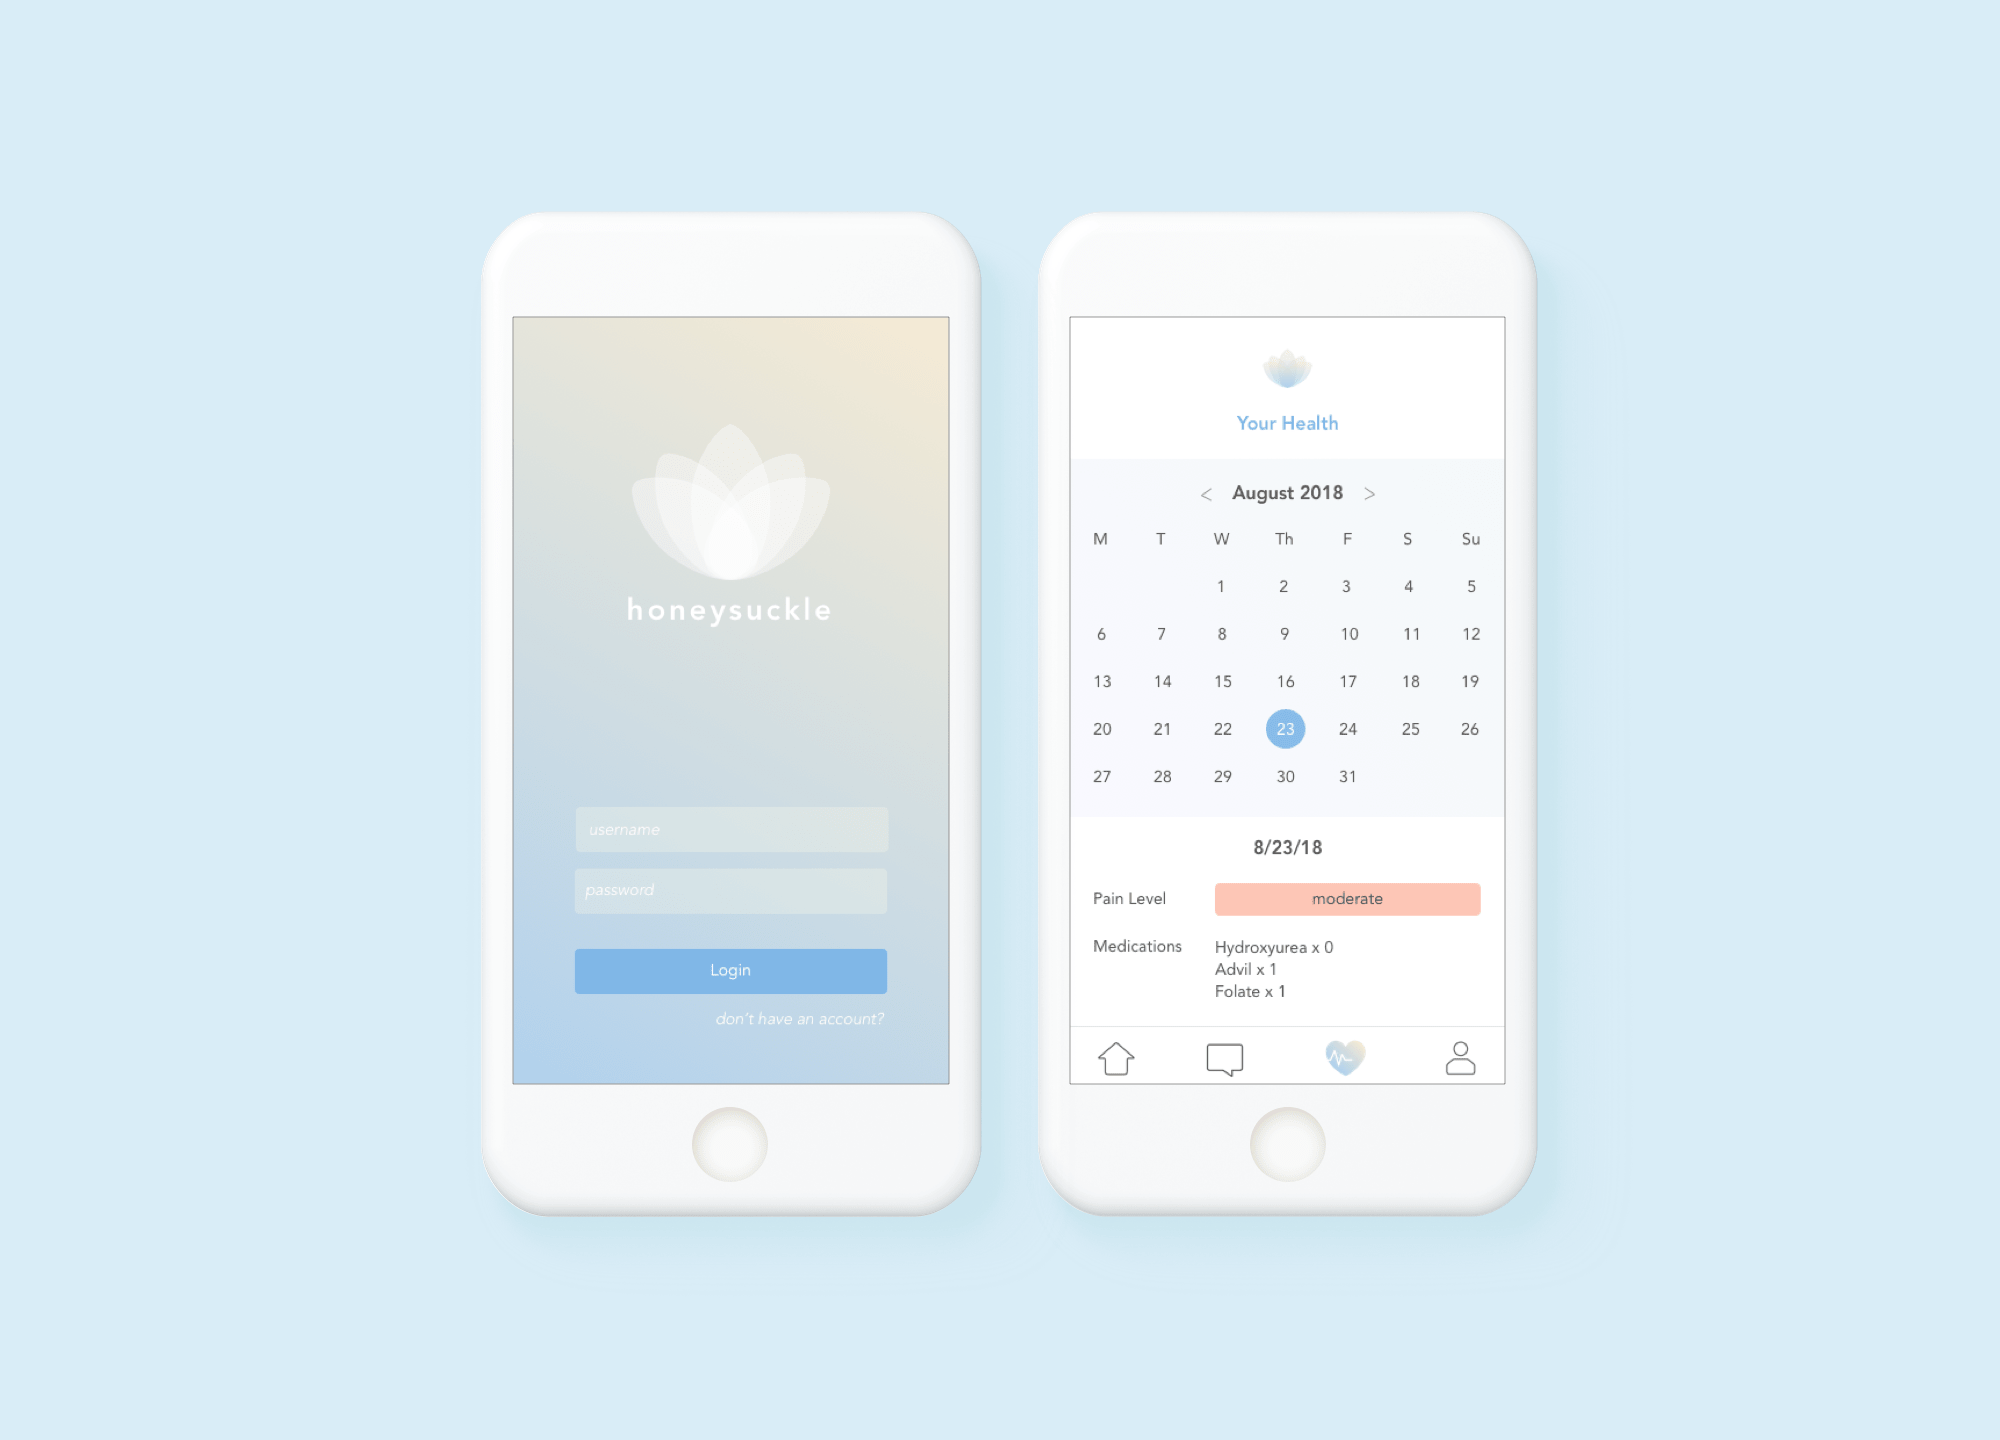 honeysuckle
username
password
Login
don't have an account?
Your Health
< August 2018 >
M T W Th F S Su
1 2 3 4 5
6 7 8 9 10 11 12
13 14 15 16 17 18 19
20 21 22 23 24 25 26
27 28 29 30 31
8/23/18
Pain Level moderate
Medications Hydroxyurea x 0
Advil x 1
Folate x 1